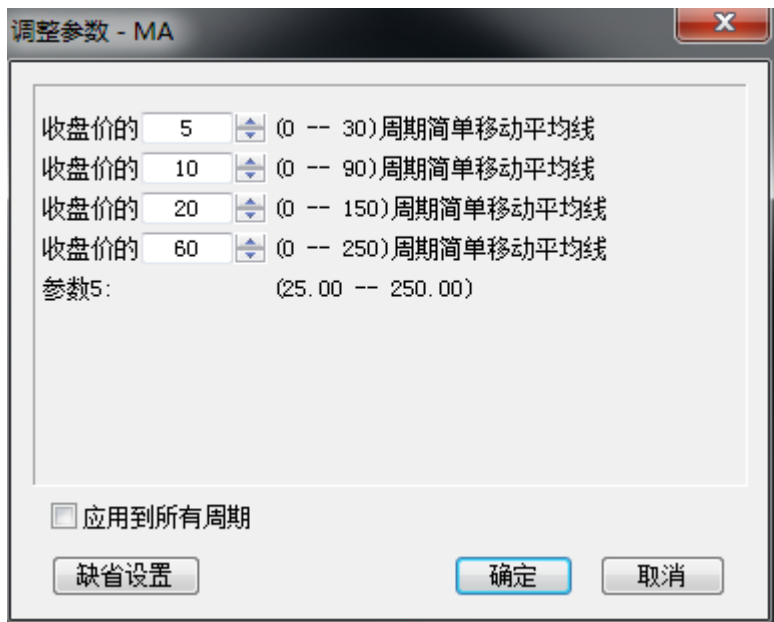 调整参数 - MA
收盘价的 5 (0 -- 30)周期简单移动平均线
收盘价的 10 (0 -- 90)周期简单移动平均线
收盘价的 20 (0 -- 150)周期简单移动平均线
收盘价的 60 (0 -- 250)周期简单移动平均线
参数5: (25.00 -- 250.00)
应用到所有周期
缺省设置 确定 取消